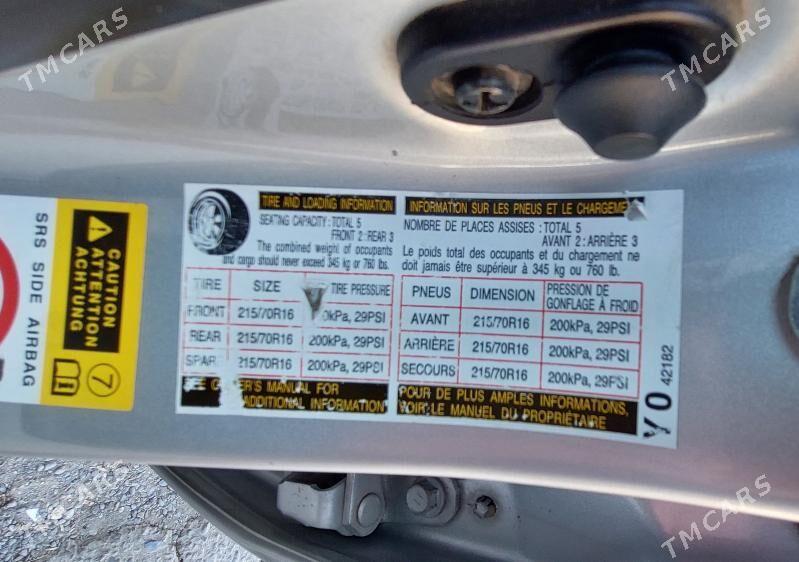 TMCARS
TMCARS
SRS SIDE AIRBAG
CAUTION
ATTENTION
ACHTUNG
7
TIRE AND LOADING INFORMATION
SEATING CAPACITY : TOTAL 5
FRONT 2 : REAR 3
The combined weight of occupants
and cargo should never exceed 345 kg or 760 lbs.
TIRE SIZE TIRE PRESSURE
FRONT 215/70R16 0kPa, 29PSI
REAR 215/70R16 200kPa, 29PSI
SPARE 215/70R16 200kPa, 29PSI
SEE MANUAL FOR
ADDITIONAL INFORMATION
INFORMATION SUR LES PNEUS ET LE CHARGEME
NOMBRE DE PLACES ASSISES : TOTAL 5
AVANT 2 : ARRIÈRE 3
Le poids total des occupants et du chargement ne
doit jamais être supérieur à 345 kg ou 760 lb.
PNEUS DIMENSION PRESSION DE GONFLAGE À FROID
AVANT 215/70R16 200kPa, 29PSI
ARRIÈRE 215/70R16 200kPa, 29PSI
SECOURS 215/70R16 200kPa, 29PSI
POUR DE PLUS AMPLES INFORMATIONS,
VOIR LE MANUEL DU PROPRIÉTAIRE
Y 0 42182
TMCARS
TMCARS